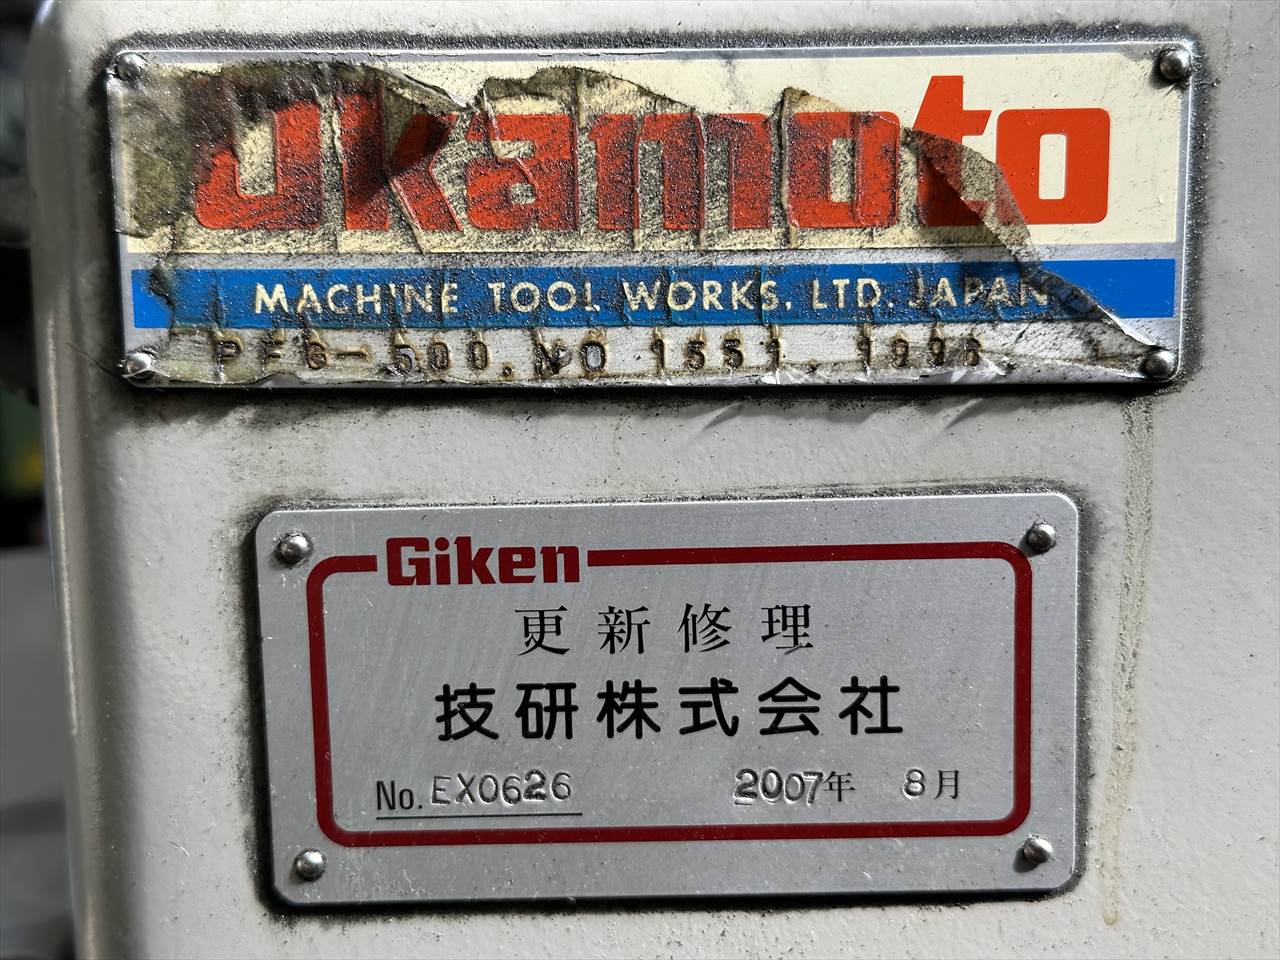 Okamoto
MACHINE TOOL WORKS, LTD. JAPAN
PFG-500. NO 1551. 1996
Giken
更新修理
技研株式会社
No. EX0626 2007年 8月